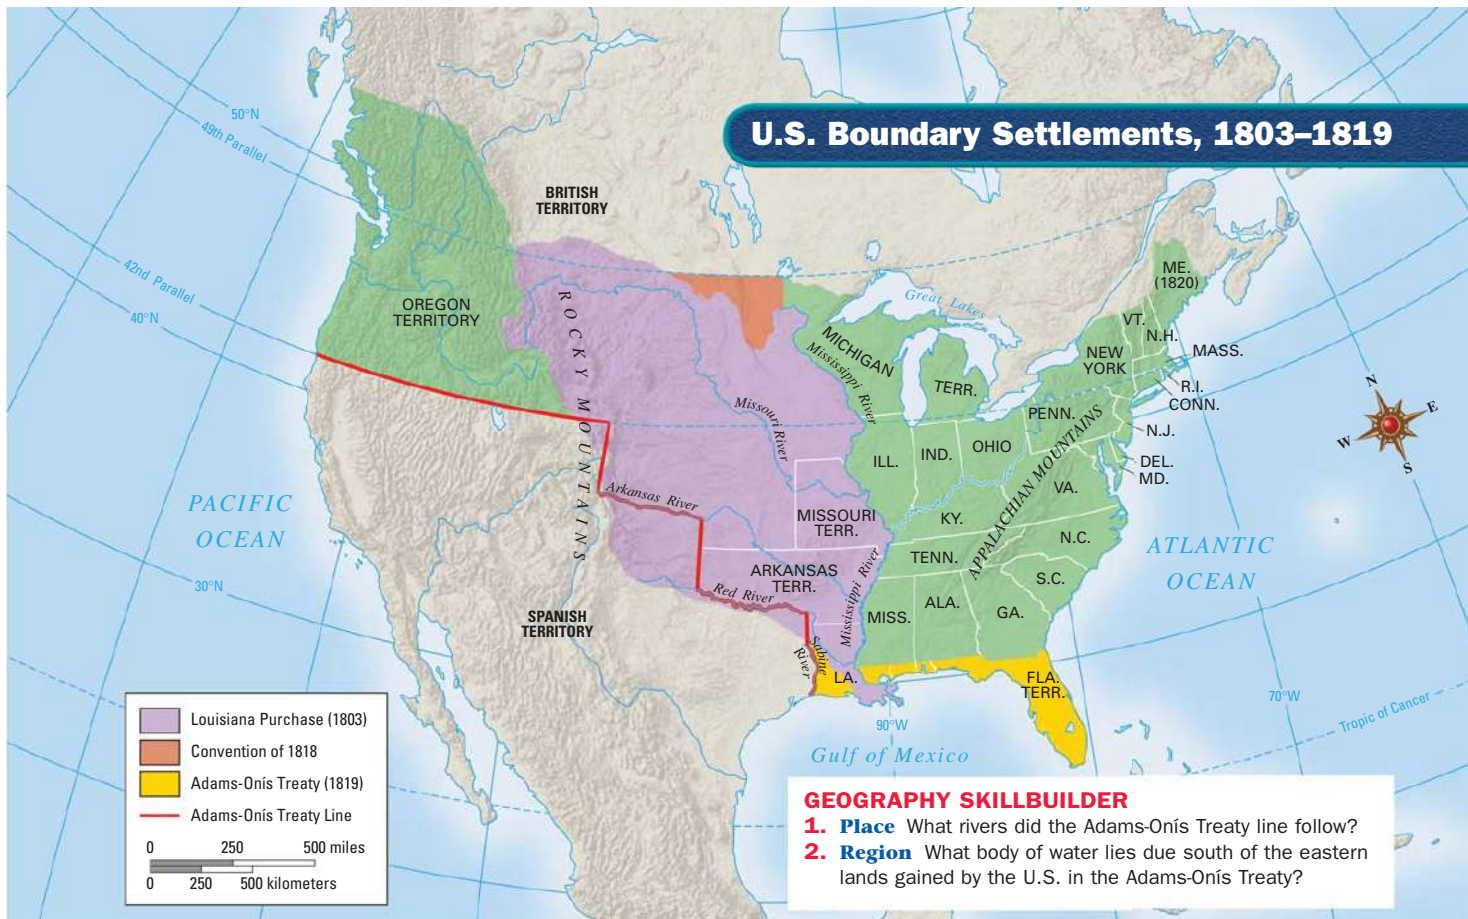 U.S. Boundary Settlements, 1803–1819
50°N
49th Parallel
BRITISH
TERRITORY
42nd Parallel
40°N
OREGON
TERRITORY
ROCKY MOUNTAINS
Great Lakes
ME.
(1820)
VT.
N.H.
MICHIGAN
TERR.
Mississippi River
NEW
YORK
MASS.
R.I.
CONN.
PENN.
N.J.
DEL.
MD.
Missouri River
ILL.
IND.
OHIO
VA.
APPALACHIAN MOUNTAINS
N
E
W
S
PACIFIC
OCEAN
Arkansas River
MISSOURI
TERR.
KY.
N.C.
TENN.
ATLANTIC
OCEAN
30°N
ARKANSAS
TERR.
Red River
Mississippi River
S.C.
MISS.
ALA.
GA.
SPANISH
TERRITORY
Sabine
River
LA.
FLA.
TERR.
90°W
70°W
Tropic of Cancer
Gulf of Mexico
Louisiana Purchase (1803)
Convention of 1818
Adams-Onís Treaty (1819)
Adams-Onís Treaty Line
0 250 500 miles
0 250 500 kilometers
GEOGRAPHY SKILLBUILDER
1. Place What rivers did the Adams-Onís Treaty line follow?
2. Region What body of water lies due south of the eastern
lands gained by the U.S. in the Adams-Onís Treaty?